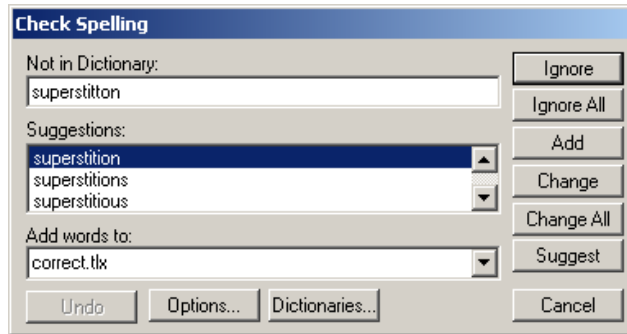 Check Spelling
Not in Dictionary:
superstitton
Suggestions:
superstition
superstitions
superstitious
Add words to:
correct.tlx
Undo
Options...
Dictionaries...
Ignore
Ignore All
Add
Change
Change All
Suggest
Cancel